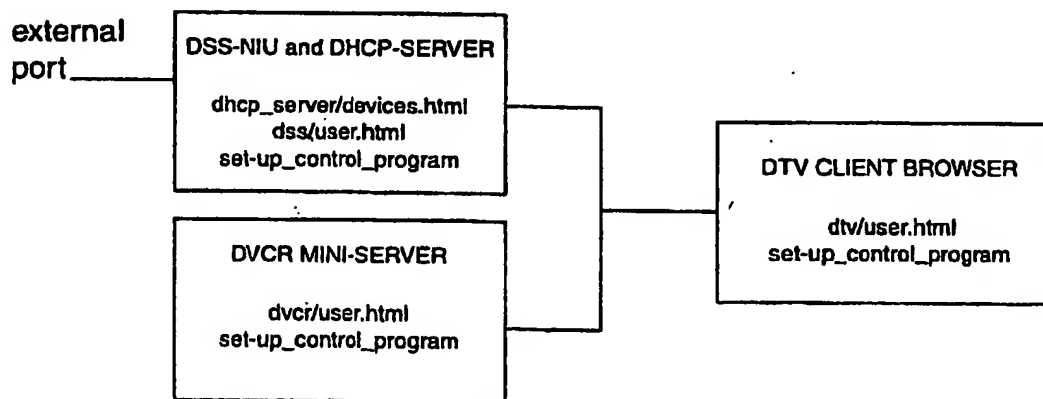 external
port
DSS-NIU and DHCP-SERVER
dhcp_server/devices.html
dss/user.html
set-up_control_program
DVCR MINI-SERVER
dvcr/user.html
set-up_control_program
DTV CLIENT BROWSER
dtv/user.html
set-up_control_program